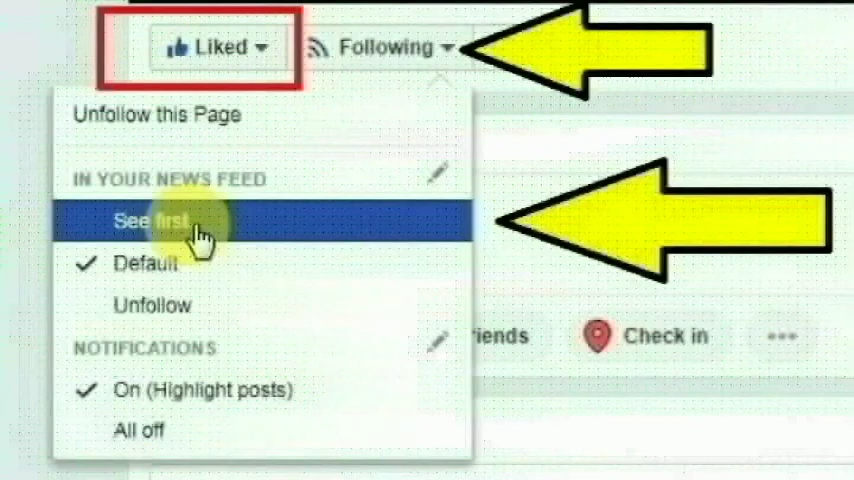 Liked Following
Unfollow this Page
IN YOUR NEWS FEED
See first
Default
Unfollow
riends Check in
NOTIFICATIONS
On (Highlight posts)
All off